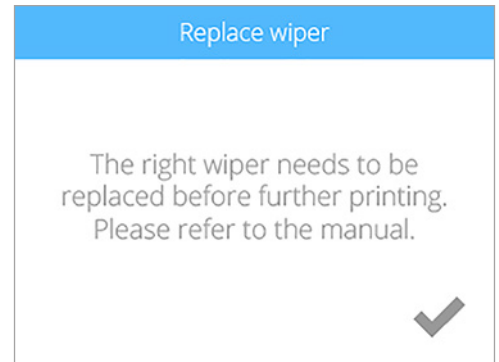 Replace wiper
The right wiper needs to be
replaced before further printing.
Please refer to the manual.